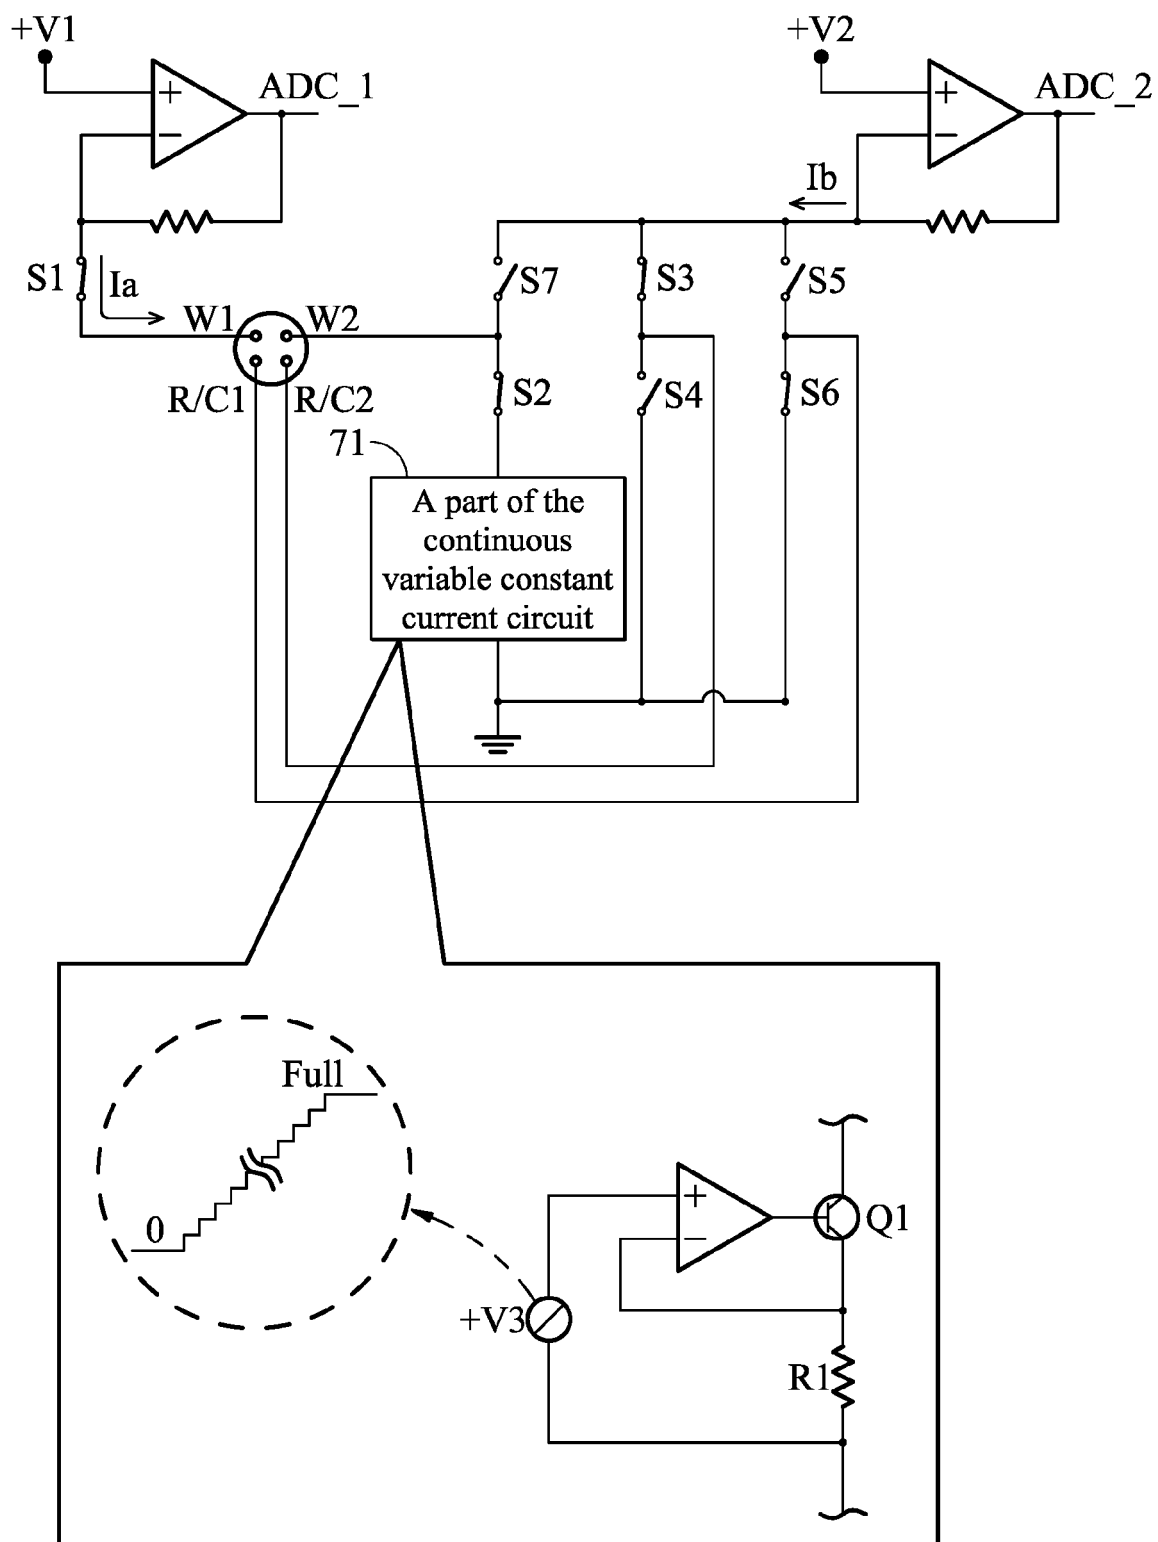 +V1
+V2
ADC_1
ADC_2
+
−
+
−
Ib
S1
Ia
S7
S3
S5
W1
W2
R/C1
R/C2
S2
S4
S6
71
A part of the
continuous
variable constant
current circuit
Full
0
+
−
Q1
+V3
R1